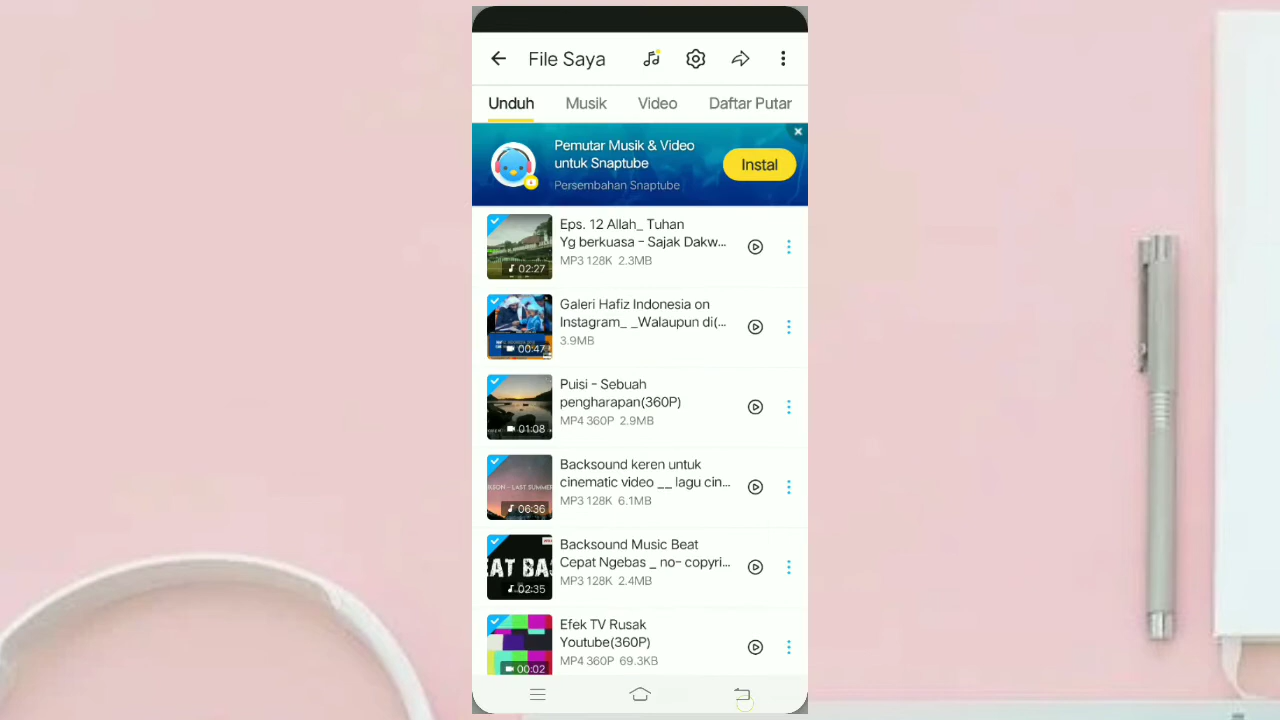 File Saya
Unduh Musik Video Daftar Putar
Pemutar Musik & Video
untuk Snaptube
Persembahan Snaptube
Instal
Eps. 12 Allah_ Tuhan
Yg berkuasa - Sajak Dakw...
MP3 128K 2.3MB
02:27
Galeri Hafiz Indonesia on
Instagram_ _Walaupun di(...
3.9MB
00:47
Puisi - Sebuah
pengharapan(360P)
MP4 360P 2.9MB
01:08
Backsound keren untuk
cinematic video __ lagu cin...
MP3 128K 6.1MB
LAST SUMMER
06:36
Backsound Music Beat
Cepat Ngebas _ no- copyri...
MP3 128K 2.4MB
EAT BAS
02:35
Efek TV Rusak
Youtube(360P)
MP4 360P 69.3KB
00:02